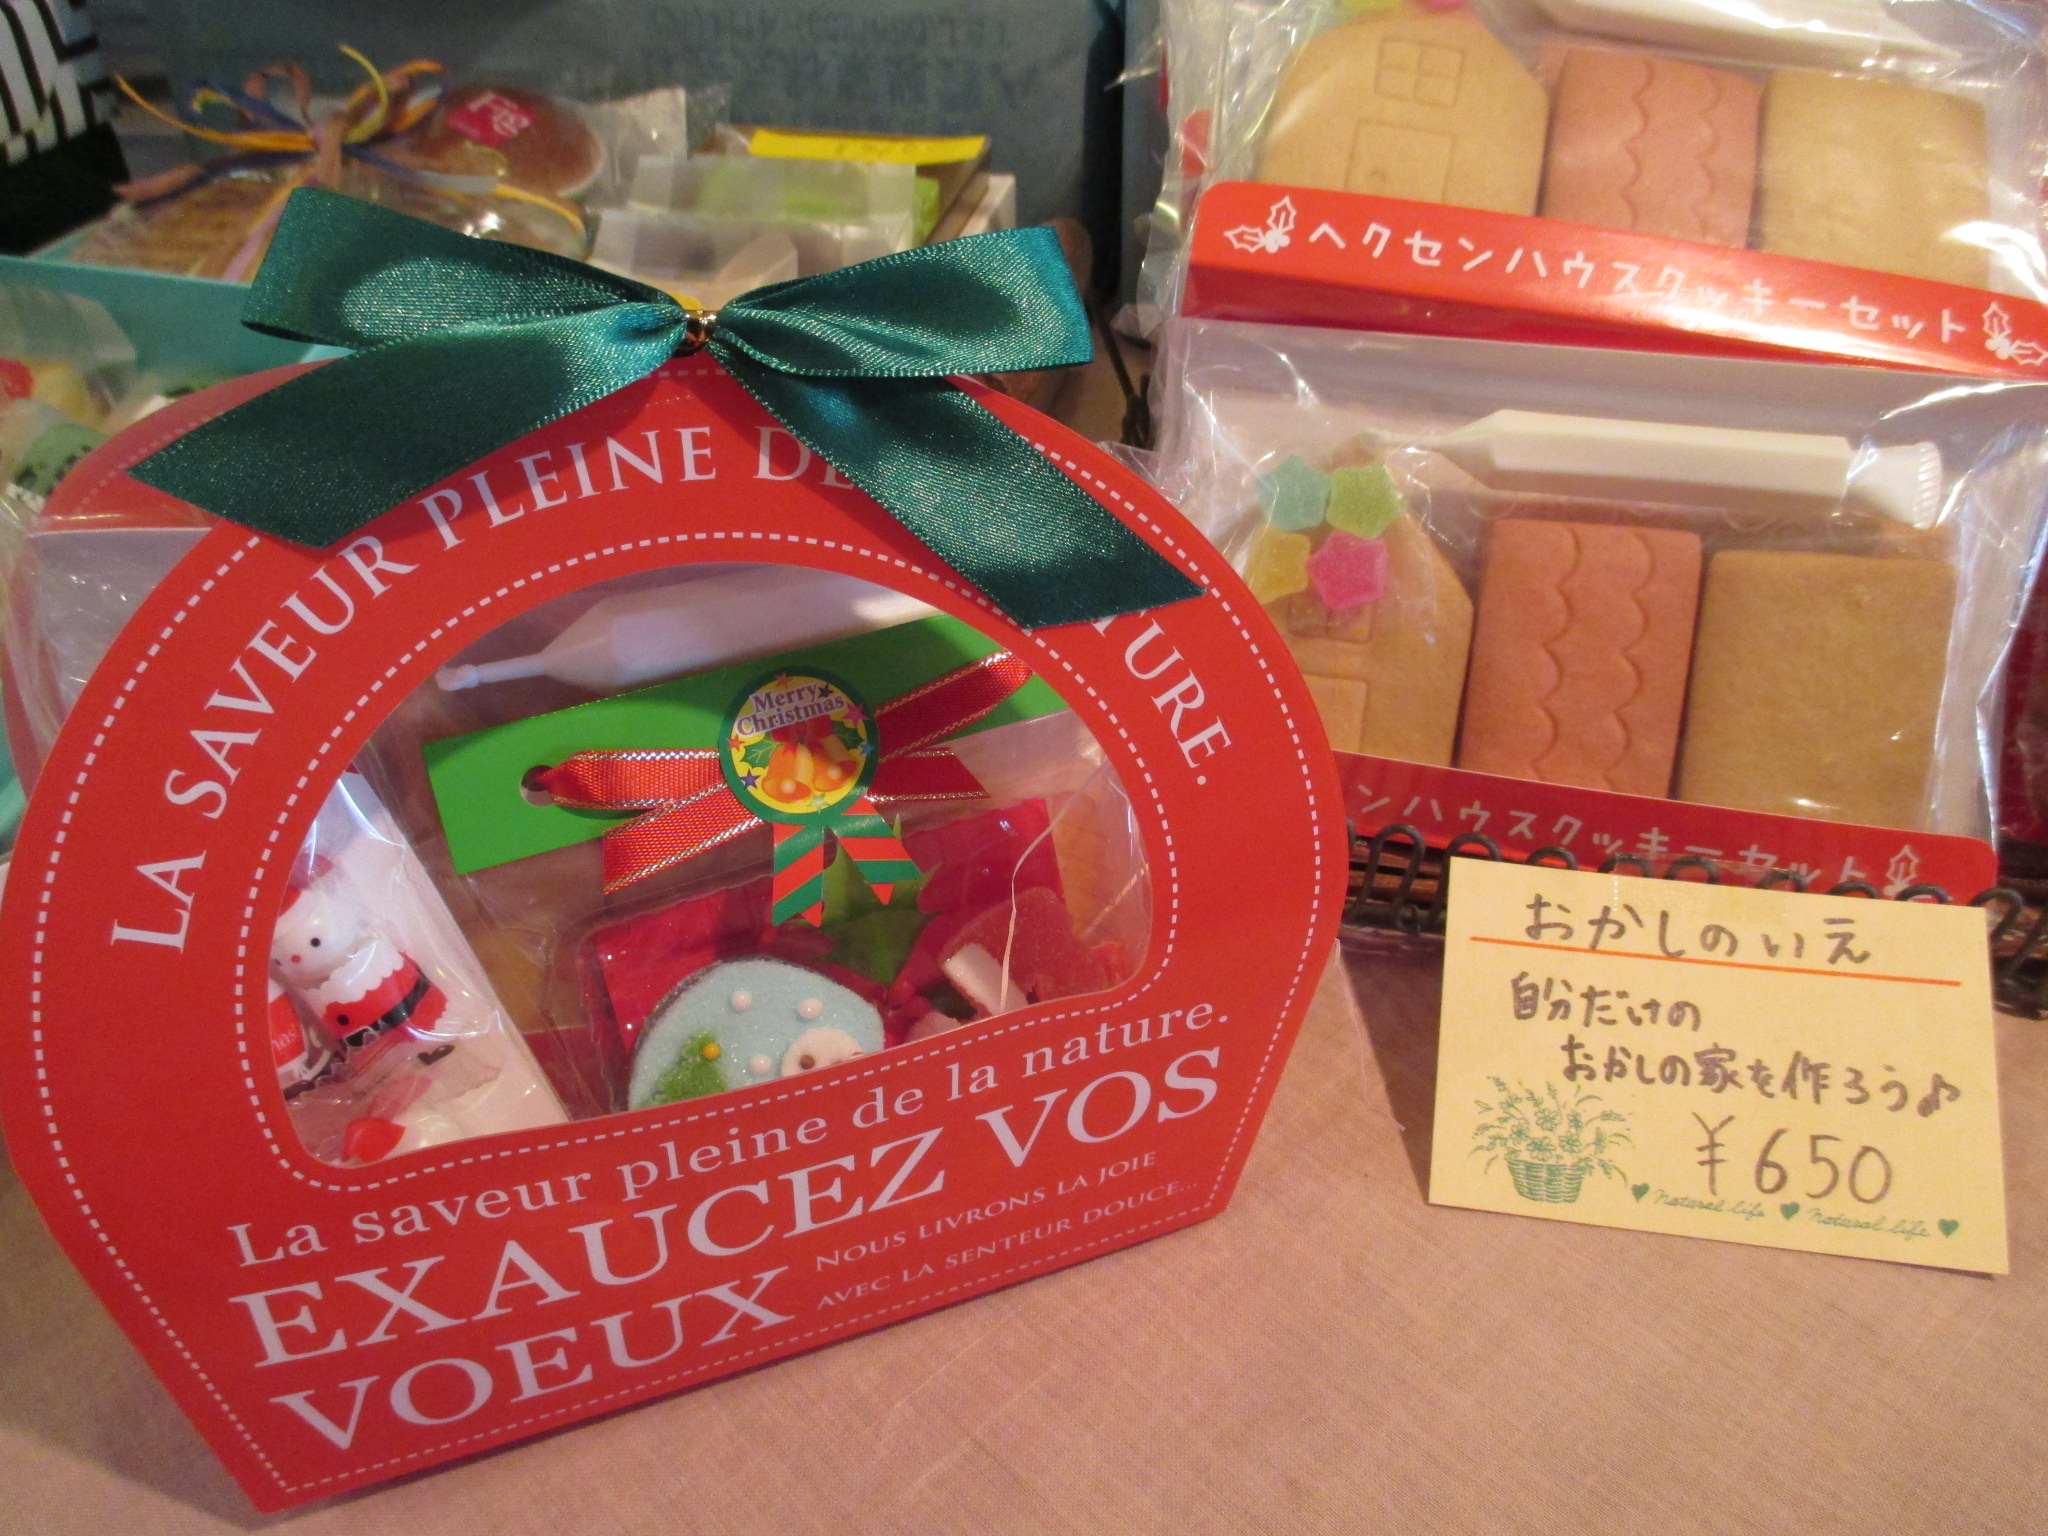 Fig
ヘクセンハウスクッキーセット
LA SAVEUR PLEINE DE TURE.
Merry
Christmas
La saveur pleine de la nature.
EXAUCEZ VOS
VOEUX
NOUS LIVRONS LA JOIE
AVEC LA SENTEUR DOUCE...
ンハウスクッキーセット
おかしのいえ
自分だけの
おかしの家を作ろう♪
¥650
Natural life Natural life